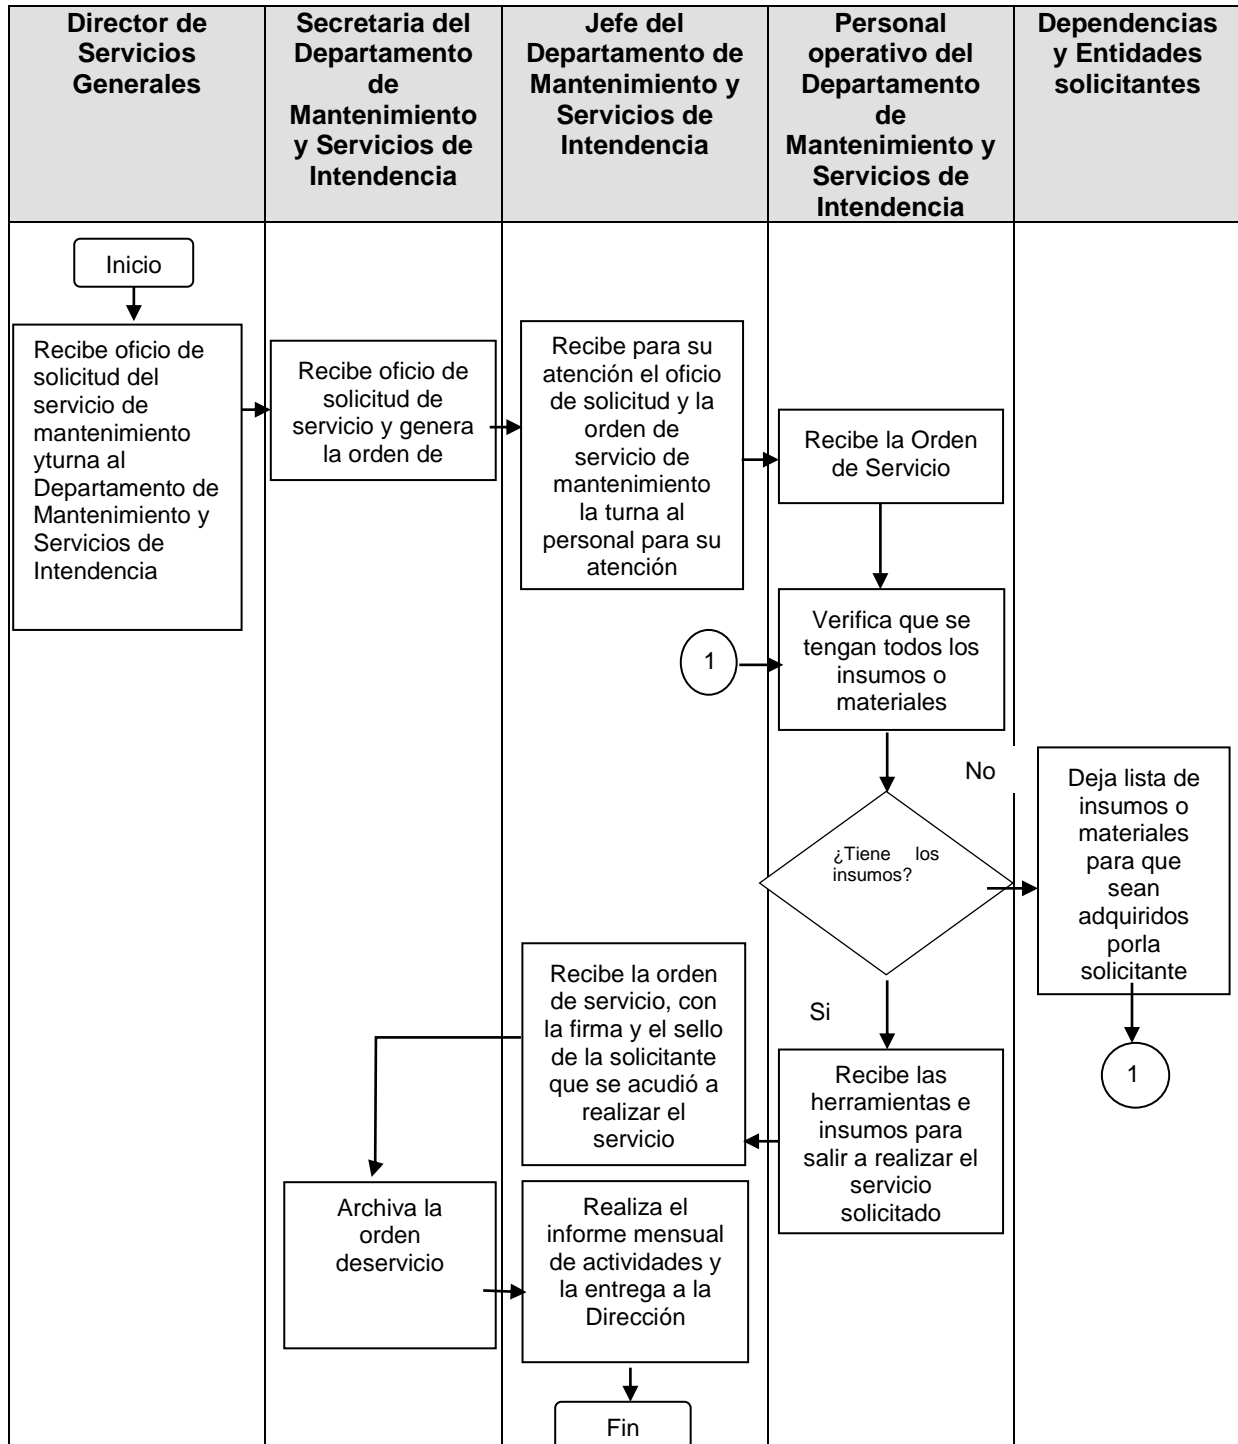 Director de
Servicios
Generales
Secretaria del
Departamento
de
Mantenimiento
y Servicios de
Intendencia
Jefe del
Departamento de
Mantenimiento y
Servicios de
Intendencia
Personal
operativo del
Departamento
de
Mantenimiento y
Servicios de
Intendencia
Dependencias
y Entidades
solicitantes
Inicio
Recibe oficio de
solicitud del
servicio de
mantenimiento
yturna al
Departamento de
Mantenimiento y
Servicios de
Intendencia
Recibe oficio de
solicitud de
servicio y genera
la orden de
Recibe para su
atención el oficio
de solicitud y la
orden de
servicio de
mantenimiento
la turna al
personal para su
atención
Recibe la Orden
de Servicio
1
Verifica que se
tengan todos los
insumos o
materiales
No
¿Tiene los
insumos?
Deja lista de
insumos o
materiales
para que
sean
adquiridos
porla
solicitante
1
Si
Recibe las
herramientas e
insumos para
salir a realizar el
servicio
solicitado
Recibe la orden
de servicio, con
la firma y el sello
de la solicitante
que se acudió a
realizar el
servicio
Archiva la
orden
deservicio
Realiza el
informe mensual
de actividades y
la entrega a la
Dirección
Fin